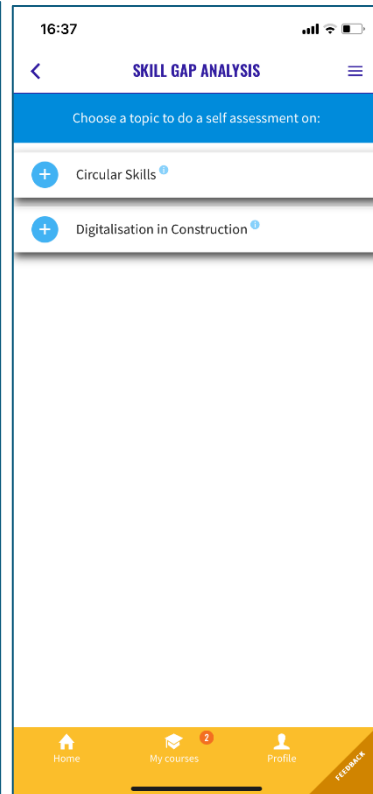 16:37
SKILL GAP ANALYSIS
Choose a topic to do a self assessment on:
Circular Skills
Digitalisation in Construction
2
Home My courses Profile
FEEDBACK